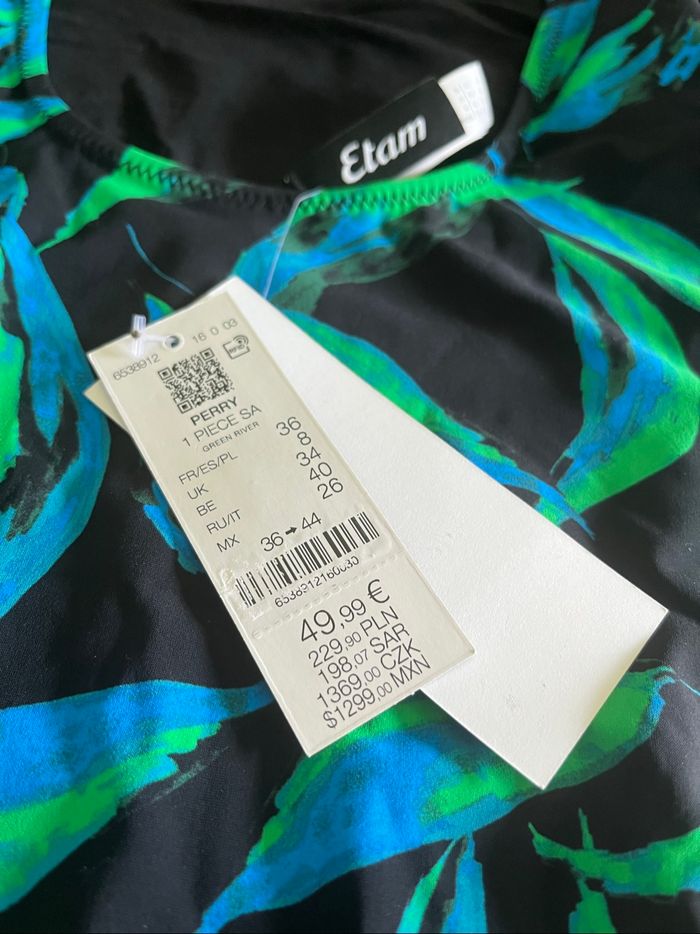 Etam
6538912 16 0 03
RFID
PERRY
1 PIECE SA
GREEN RIVER
FR/ES/PL 36
UK 8
BE 34
RU/IT 40
MX 26
36→44
49,99 €
229,90 PLN
198,07 SAR
1369,00 CZK
$1299,00 MXN